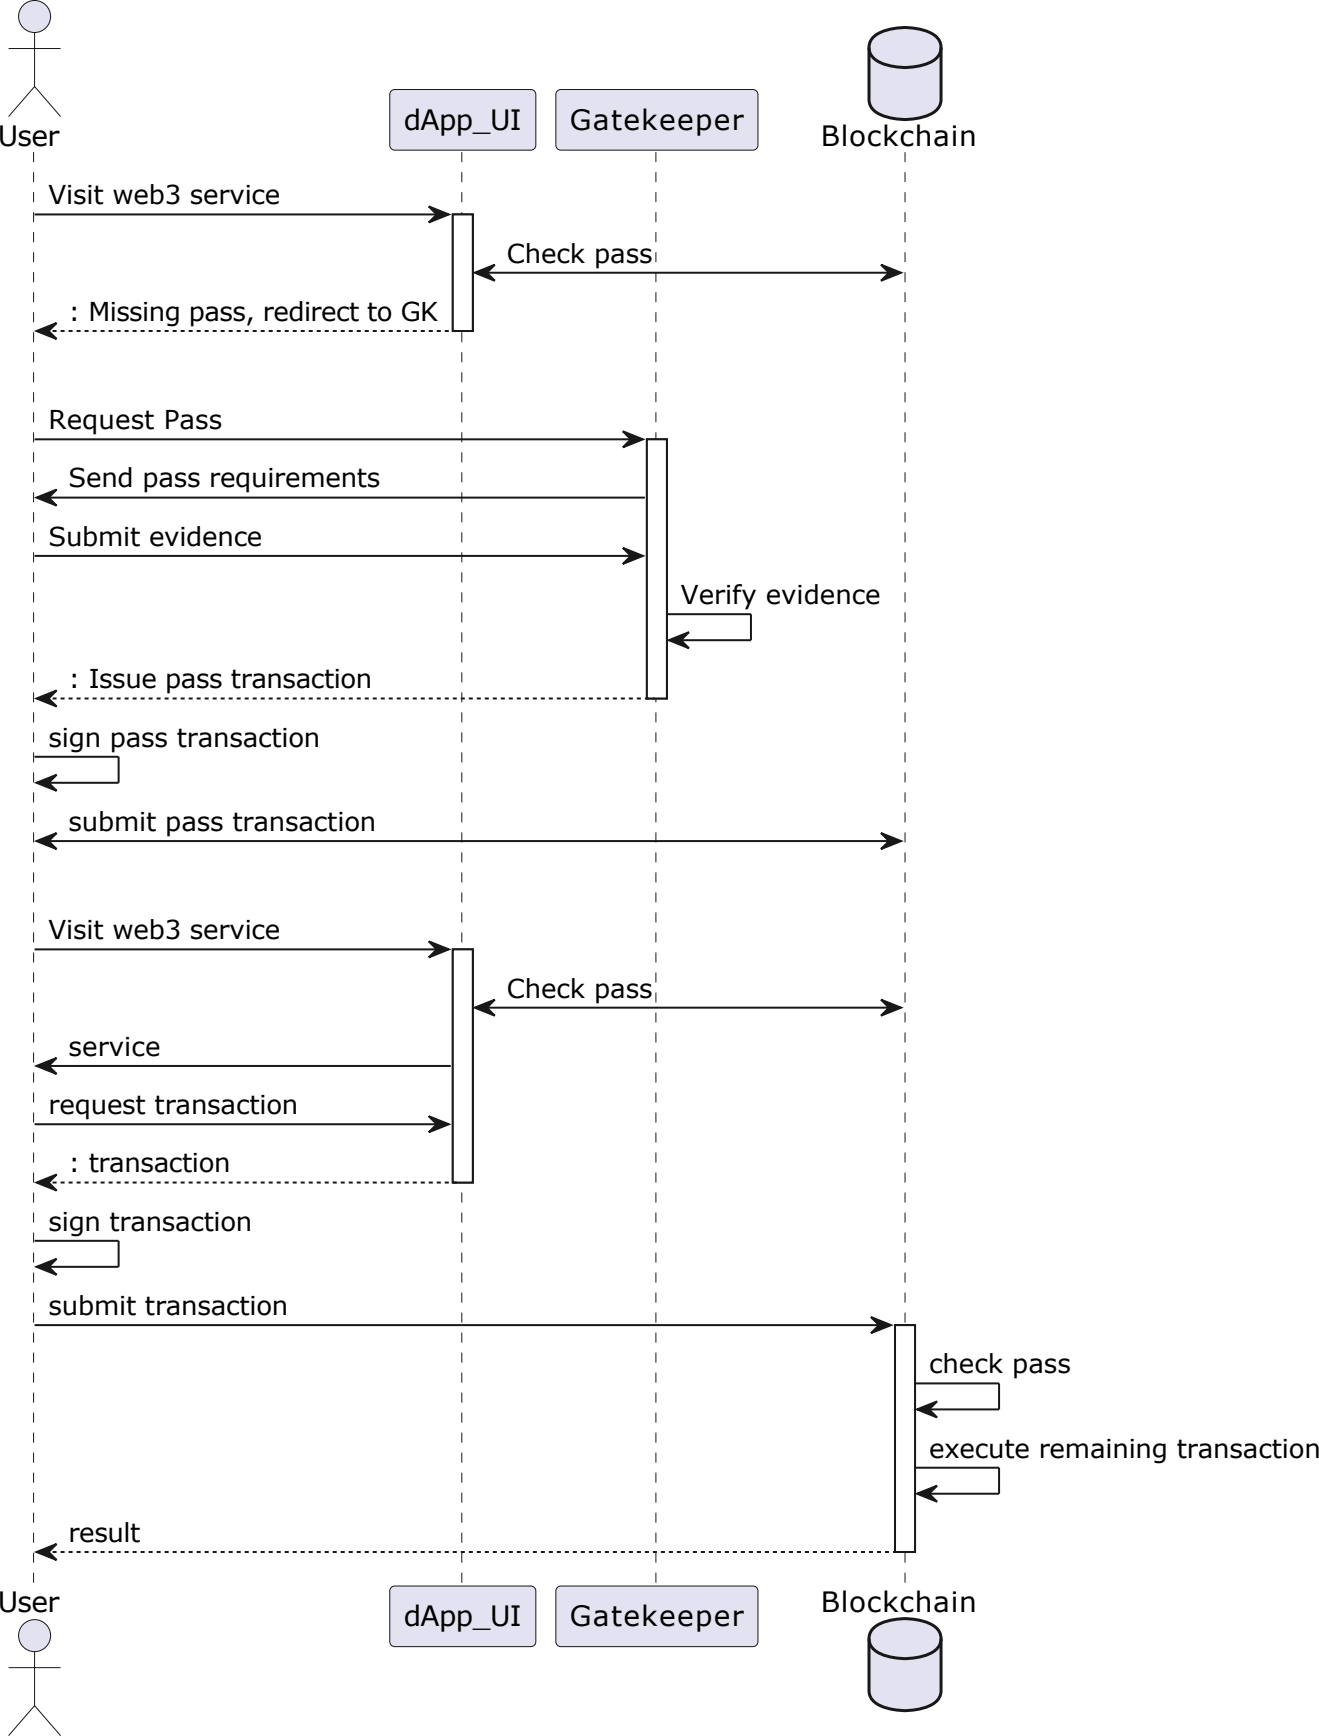 User
dApp_UI
Gatekeeper
Blockchain
Visit web3 service
Check pass
: Missing pass, redirect to GK
Request Pass
Send pass requirements
Submit evidence
Verify evidence
: Issue pass transaction
sign pass transaction
submit pass transaction
Visit web3 service
Check pass
service
request transaction
: transaction
sign transaction
submit transaction
check pass
execute remaining transaction
result
User
dApp_UI
Gatekeeper
Blockchain